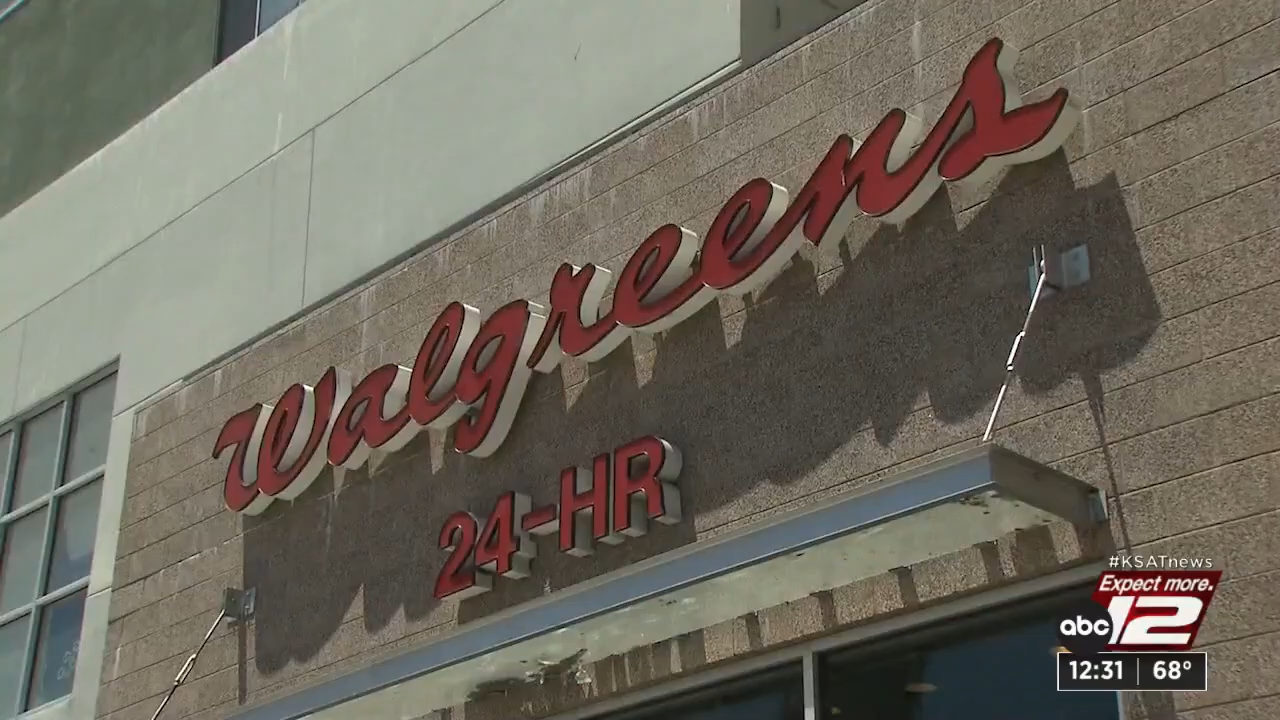 Walgreens
24-HR
#KSATnews
Expect more.
abc 12
12:31 68°